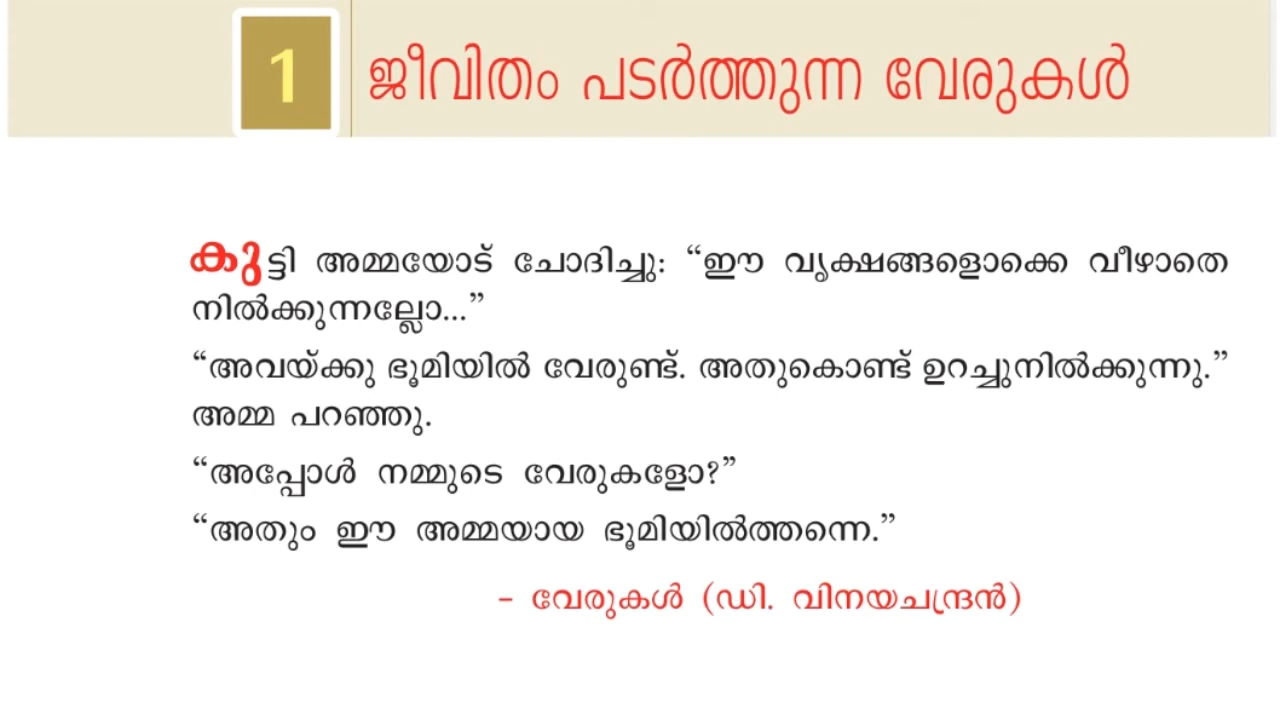 1
ജീവിതം പടർത്തുന്ന വേരുകൾ
കുട്ടി അമ്മയോട് ചോദിച്ചു: “ഈ വൃക്ഷങ്ങളൊക്കെ വീഴാതെ
നിൽക്കുന്നല്ലോ...”
“അവയ്ക്കു ഭൂമിയിൽ വേരുണ്ട്. അതുകൊണ്ട് ഉറച്ചുനിൽക്കുന്നു.”
അമ്മ പറഞ്ഞു.
“അപ്പോൾ നമ്മുടെ വേരുകളോ?”
“അതും ഈ അമ്മയായ ഭൂമിയിൽത്തന്നെ.”
- വേരുകൾ (ഡി. വിനയചന്ദ്രൻ)